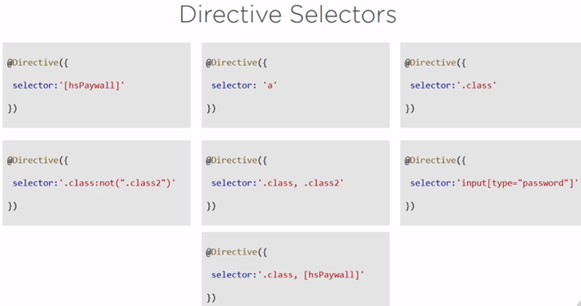 Directive Selectors
@Directive({
selector:'[hsPaywall]'
})
@Directive({
selector: 'a'
})
@Directive({
selector:'.class'
})
@Directive({
selector:'.class:not(".class2")'
})
@Directive({
selector:'.class, .class2'
})
@Directive({
selector:'input[type="password"]'
})
@Directive({
selector:'.class, [hsPaywall]'
})